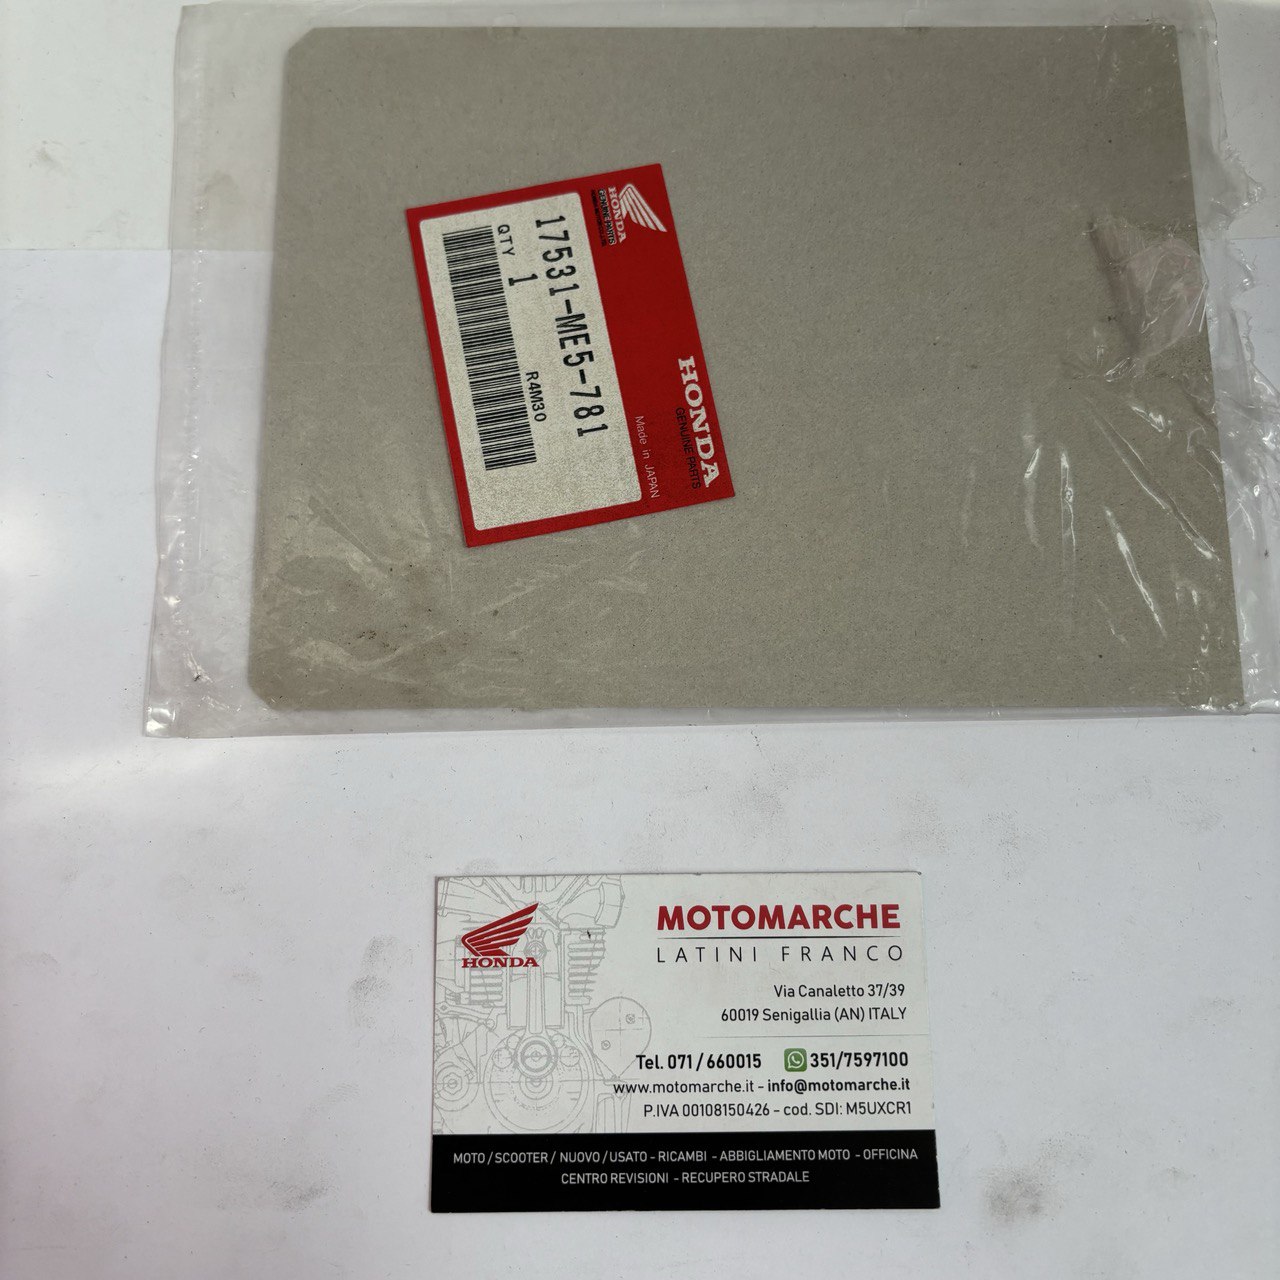 HONDA
GENUINE PARTS
17531-ME5-781
QTY 1
R4M30
HONDA
GENUINE PARTS
Made in JAPAN
HONDA
MOTOMARCHE
LATINI FRANCO
Via Canaletto 37/39
60019 Senigallia (AN) ITALY
Tel. 071/660015 351/7597100
www.motomarche.it - info@motomarche.it
P.IVA 00108150426 - cod. SDI: M5UXCR1
MOTO / SCOOTER / NUOVO / USATO - RICAMBI - ABBIGLIAMENTO MOTO - OFFICINA
CENTRO REVISIONI - RECUPERO STRADALE